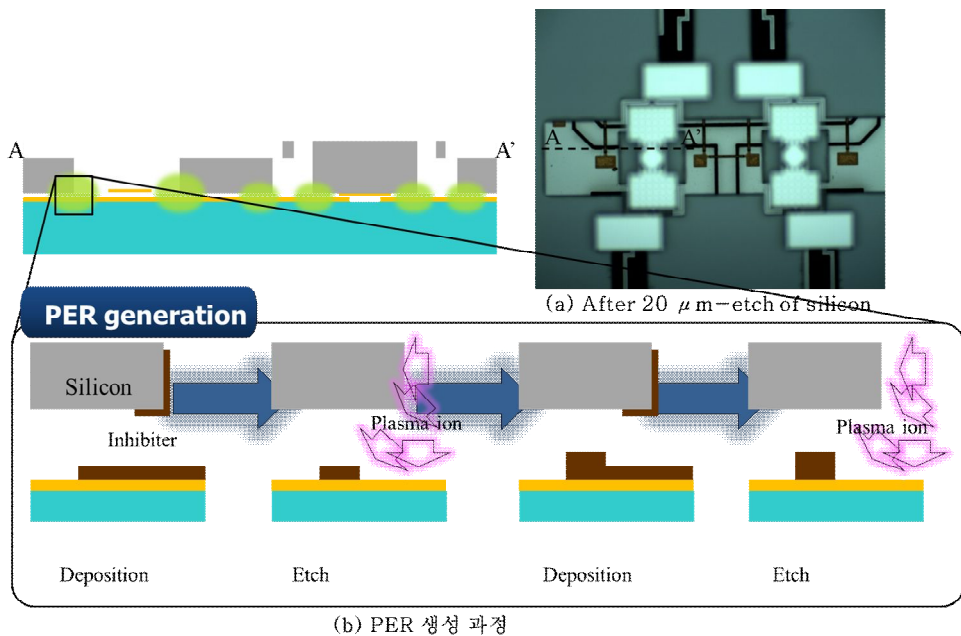 A
A'
A
A'
(a) After 20 μm-etch of silicon
PER generation
Silicon
Inhibiter
Plasma ion
Plasma ion
Deposition
Etch
Deposition
Etch
(b) PER 생성 과정